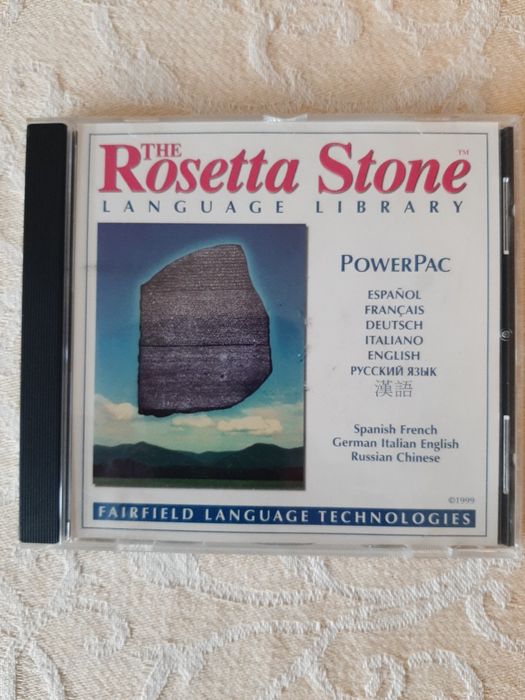 THE
Rosetta Stone™
LANGUAGE LIBRARY
POWERPAC
ESPAÑOL
FRANÇAIS
DEUTSCH
ITALIANO
ENGLISH
РУССКИЙ ЯЗЫК
漢語
Spanish French
German Italian English
Russian Chinese
©1999
FAIRFIELD LANGUAGE TECHNOLOGIES